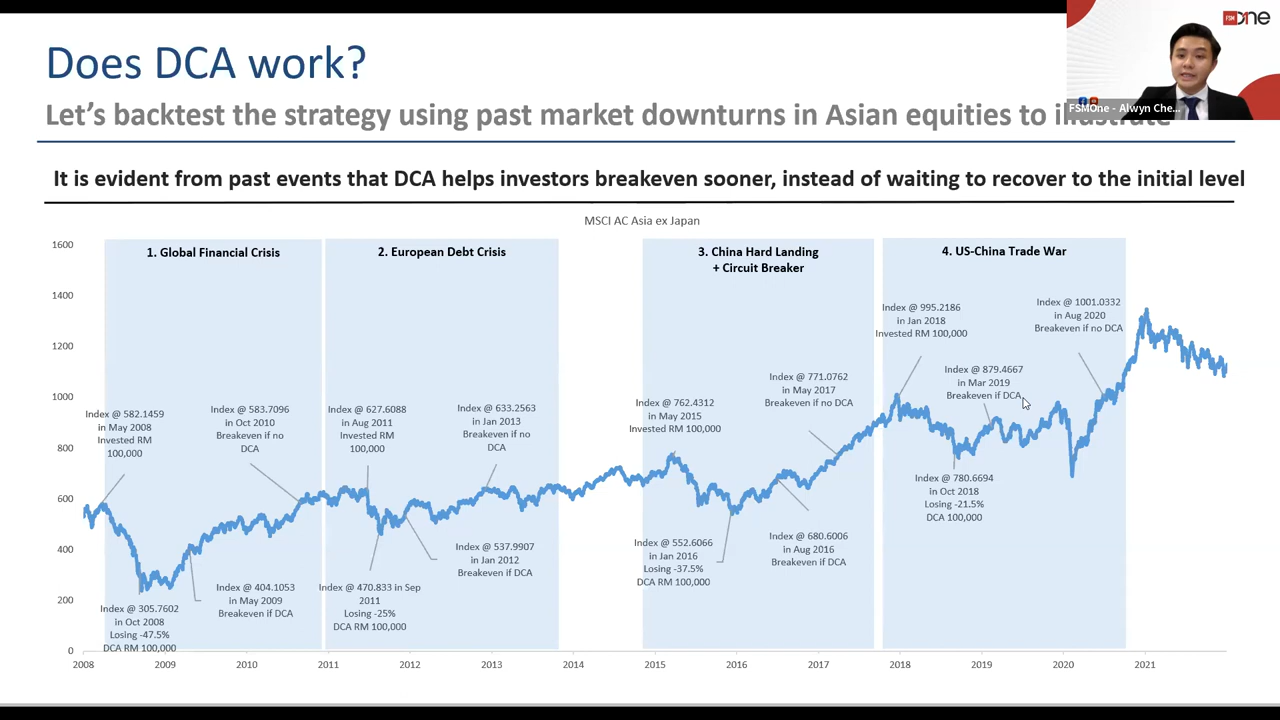 Does DCA work?
Let's backtest the strategy using past market downturns in Asian equities to illustrate
FSM One
FSMOne - Alwyn Che...
It is evident from past events that DCA helps investors breakeven sooner, instead of waiting to recover to the initial level
MSCI AC Asia ex Japan
1600
1400
1200
1000
800
600
400
200
0
1. Global Financial Crisis
2. European Debt Crisis
3. China Hard Landing
+ Circuit Breaker
4. US-China Trade War
Index @ 582.1459
in May 2008
Invested RM
100,000
Index @ 583.7096
in Oct 2010
Breakeven if no
DCA
Index @ 305.7602
in Oct 2008
Losing -47.5%
DCA RM 100,000
Index @ 404.1053
in May 2009
Breakeven if DCA
Index @ 627.6088
in Aug 2011
Invested RM
100,000
Index @ 633.2563
in Jan 2013
Breakeven if no
DCA
Index @ 470.833 in Sep
2011
Losing -25%
DCA RM 100,000
Index @ 537.9907
in Jan 2012
Breakeven if DCA
Index @ 762.4312
in May 2015
Invested RM 100,000
Index @ 771.0762
in May 2017
Breakeven if no DCA
Index @ 552.6066
in Jan 2016
Losing -37.5%
DCA RM 100,000
Index @ 680.6006
in Aug 2016
Breakeven if DCA
Index @ 995.2186
in Jan 2018
Invested RM 100,000
Index @ 879.4667
in Mar 2019
Breakeven if DCA
Index @ 1001.0332
in Aug 2020
Breakeven if no DCA
Index @ 780.6694
in Oct 2018
Losing -21.5%
DCA 100,000
2008
2009
2010
2011
2012
2013
2014
2015
2016
2017
2018
2019
2020
2021